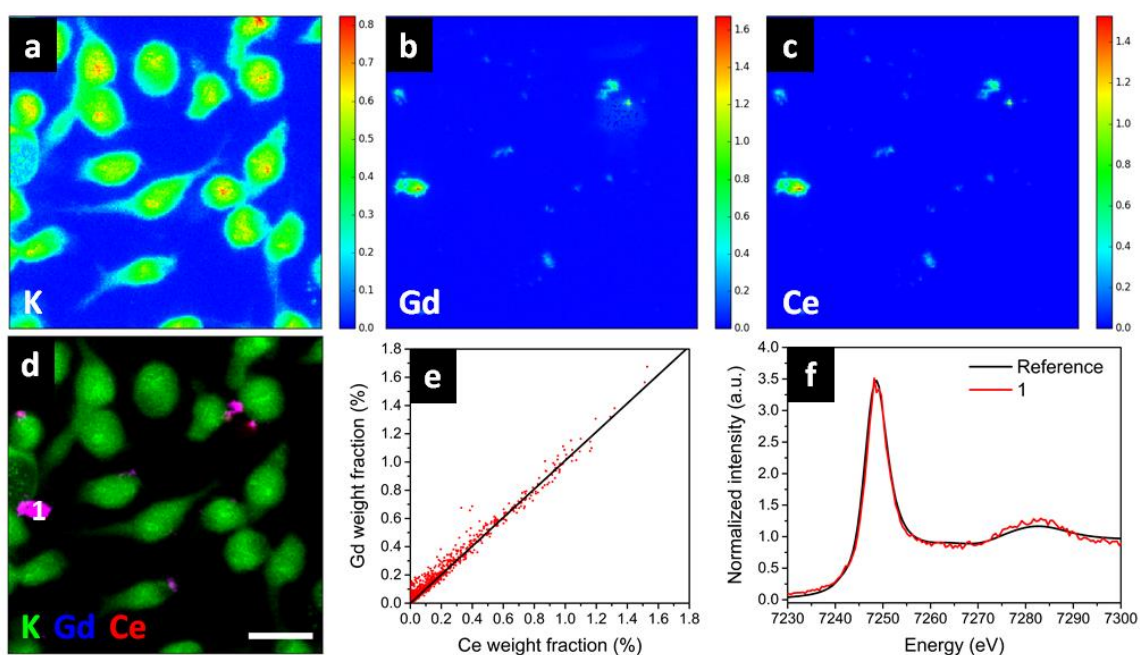 a
K
0.8
0.7
0.6
0.5
0.4
0.3
0.2
0.1
0.0
b
Gd
1.6
1.4
1.2
1.0
0.8
0.6
0.4
0.2
0.0
c
Ce
1.4
1.2
1.0
0.8
0.6
0.4
0.2
0.0
d
1
K Gd Ce
e
Gd weight fraction (%)
1.8
1.6
1.4
1.2
1.0
0.8
0.6
0.4
0.2
0.0
0.0 0.2 0.4 0.6 0.8 1.0 1.2 1.4 1.6 1.8
Ce weight fraction (%)
f
Reference
1
Normalized intensity (a.u.)
4.0
3.5
3.0
2.5
2.0
1.5
1.0
0.5
0.0
7230 7240 7250 7260 7270 7280 7290 7300
Energy (eV)